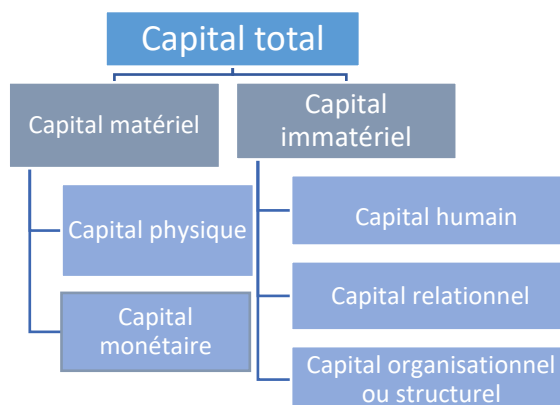 Capital total
Capital matériel
Capital
immatériel
Capital physique
Capital
monétaire
Capital humain
Capital relationnel
Capital organisationnel
ou structurel